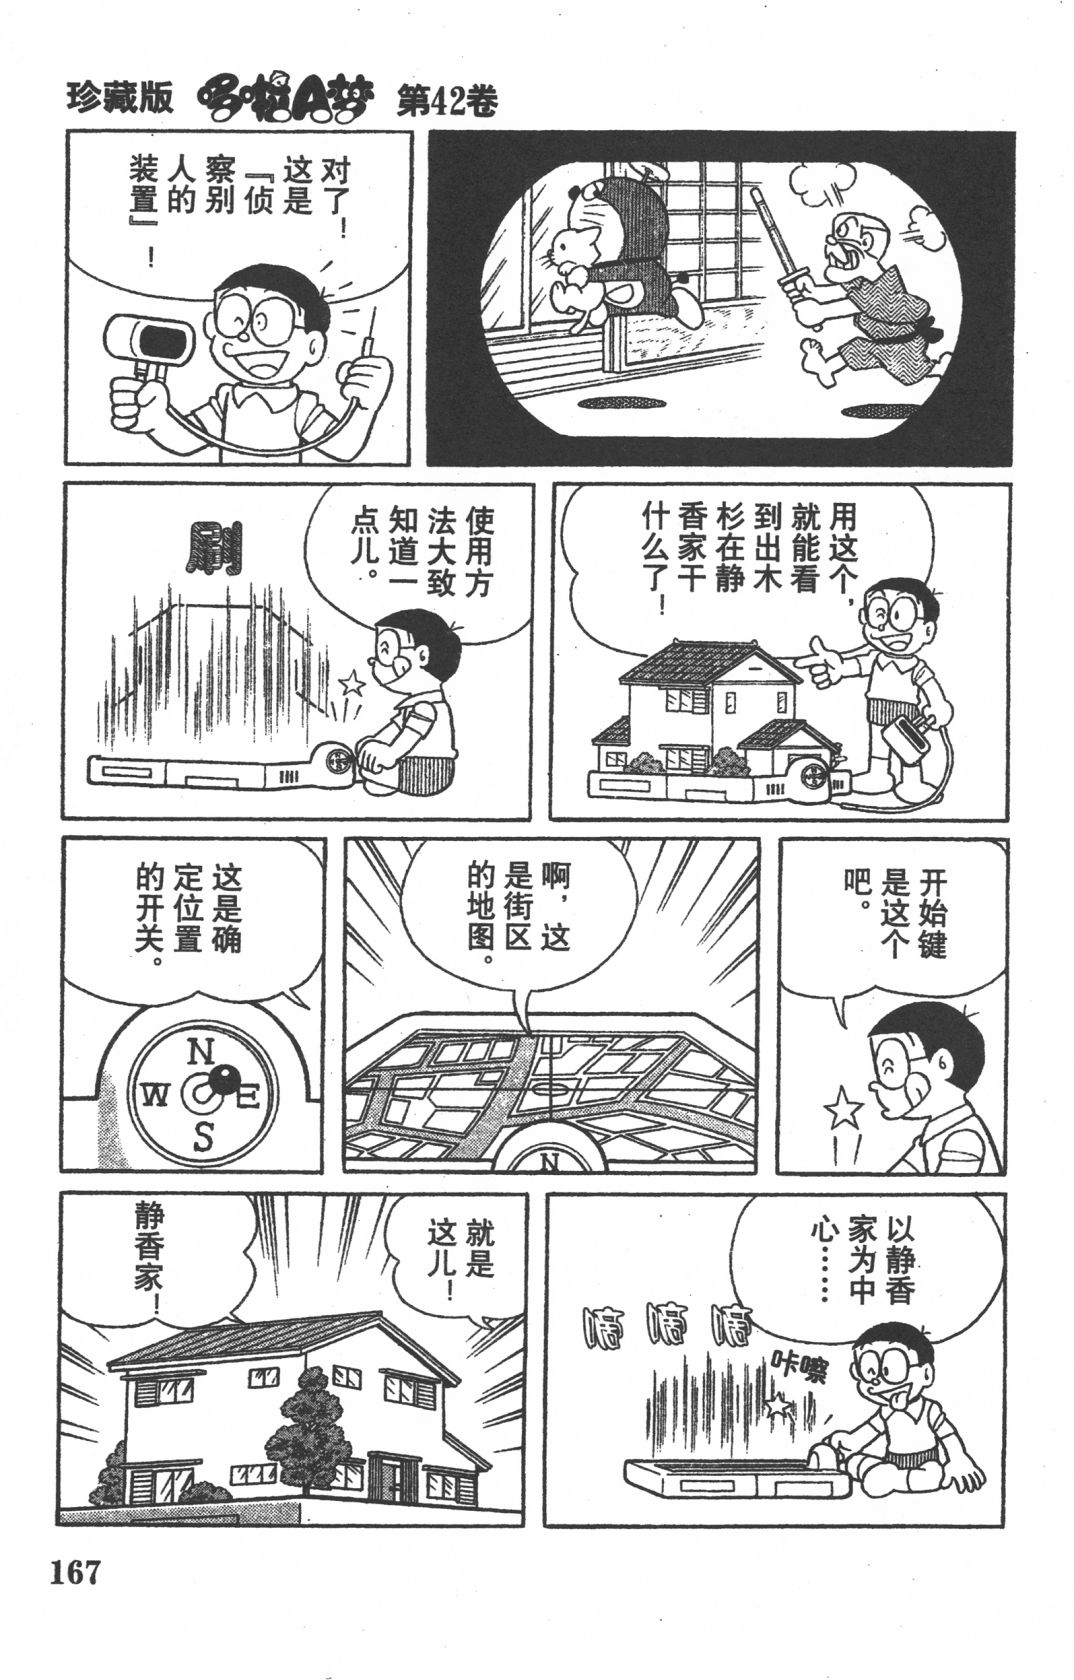 珍藏版 哆啦A梦 第42卷
对了！
这是
『侦
察别
人的
装置』！
用这个，
就能看
到出木
杉在静
香家干
什么了！
使用方
法大致
知道一
点儿。
刷
开始键
是这个
吧。
啊，这
是街区
的地图。
N
这是确
定位置
的开关。
N
W E
S
以静香
家为中
心……
咔嚓
嘀 嘀 嘀
就是
这儿！
静香家！
167